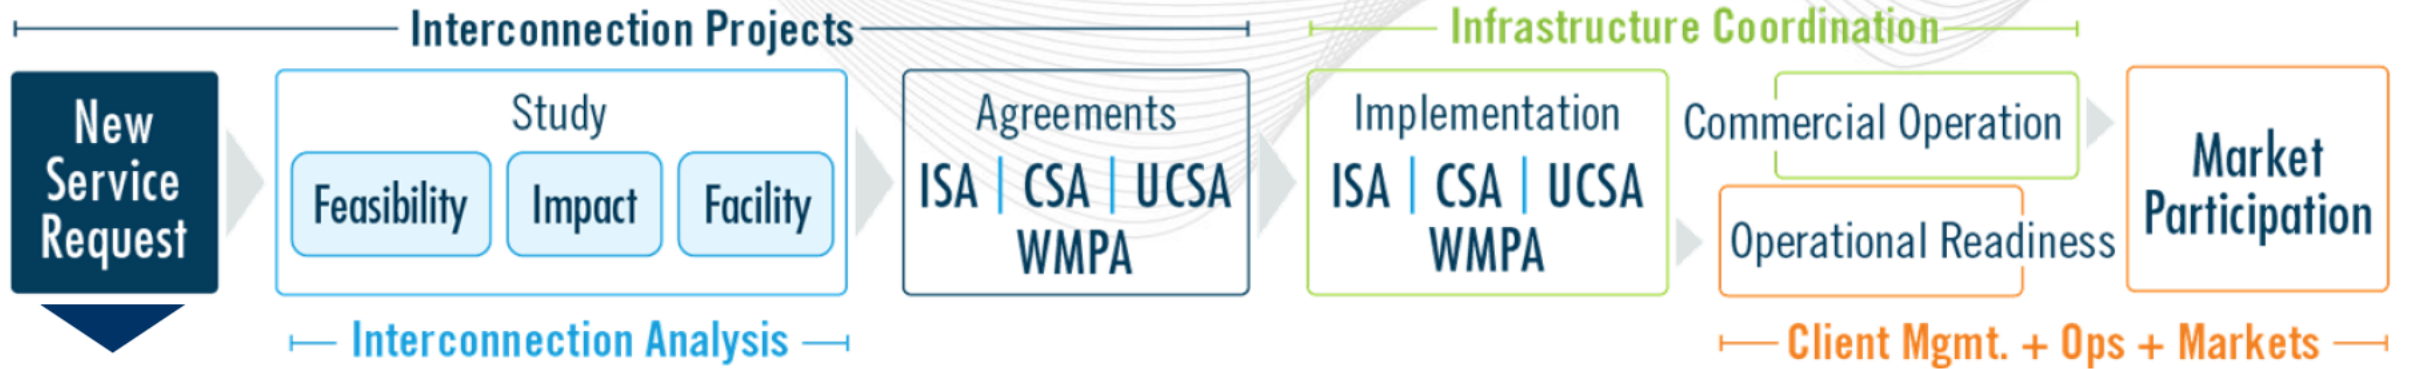 Interconnection Projects
Infrastructure Coordination
New
Service
Request
Study
Feasibility
Impact
Facility
Agreements
ISA | CSA | UCSA
WMPA
Implementation
ISA | CSA | UCSA
WMPA
Commercial Operation
Operational Readiness
Market
Participation
Interconnection Analysis
Client Mgmt. + Ops + Markets